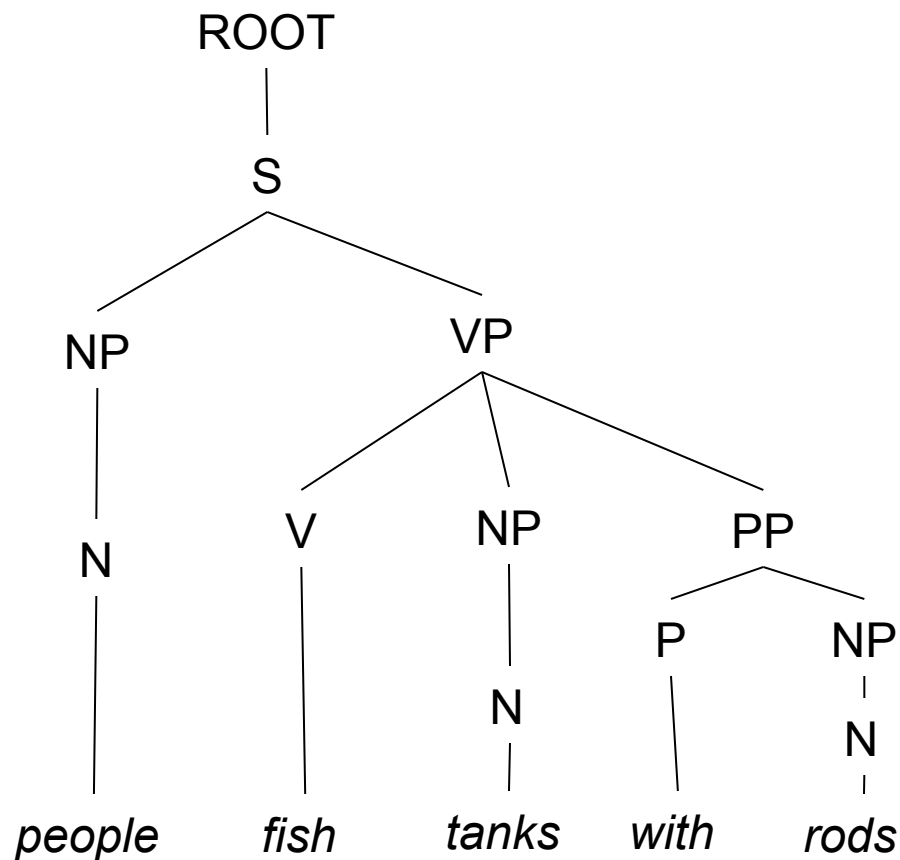 ROOT
S
NP VP
V NP PP
N
P NP
N N
people fish tanks with rods